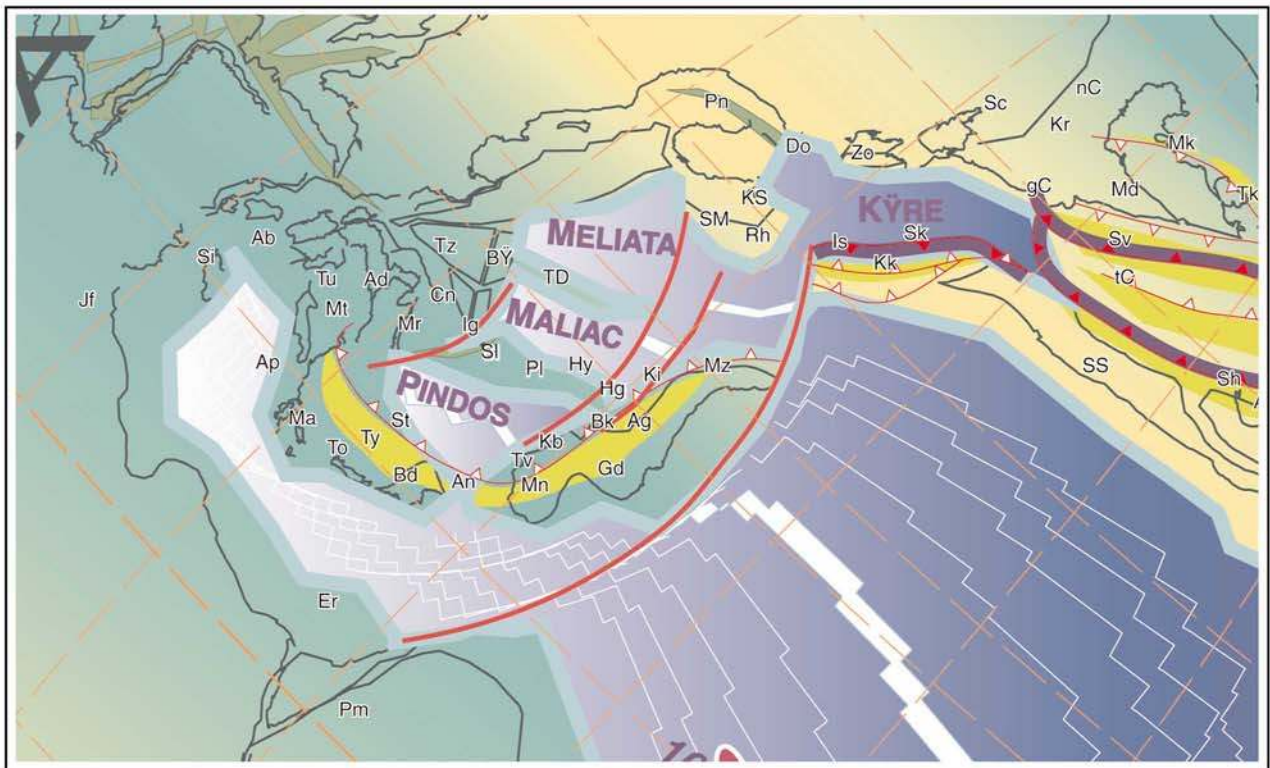 Pn
Do
Zo
Sc
nC
Kr
Mk
Tk
Md
gC
KS
SM
Rh
KŸRE
Sk
Is
Kk
Sv
tC
SS
Sh
Ab
Si
Jf
Tu
Ad
Mt
Tz
BŸ
Cn
TD
MELIATA
Mr
Ig
MALIAC
Sl
Pl
Hy
Ap
PINDOS
Hg
Ki
Mz
Ma
St
Bk
Ag
To
Ty
Kb
Tv
Gd
Bd
An
Mn
Er
Pm